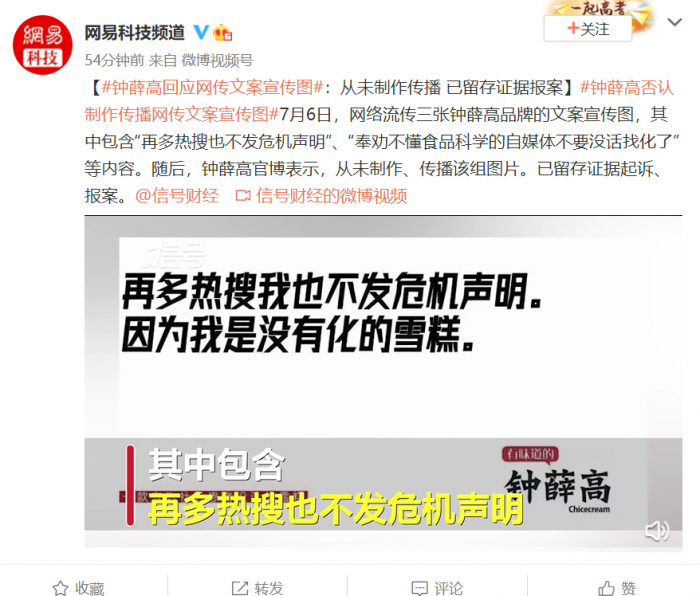 一起高考
網易
科技
网易科技频道
+关注
54分钟前 来自 微博视频号
【#钟薛高回应网传文案宣传图#：从未制作传播 已留存证据报案】#钟薛高否认
制作传播网传文案宣传图#7月6日，网络流传三张钟薛高品牌的文案宣传图，其
中包含“再多热搜也不发危机声明”、“奉劝不懂食品科学的自媒体不要没话找化了”
等内容。随后，钟薛高官博表示，从未制作、传播该组图片。已留存证据起诉、
报案。@信号财经 信号财经的微博视频
信号
再多热搜我也不发危机声明。
因为我是没有化的雪糕。
其中包含
再多热搜也不发危机声明
有味道的
钟薛高
Chicecream
收藏
转发
评论
赞